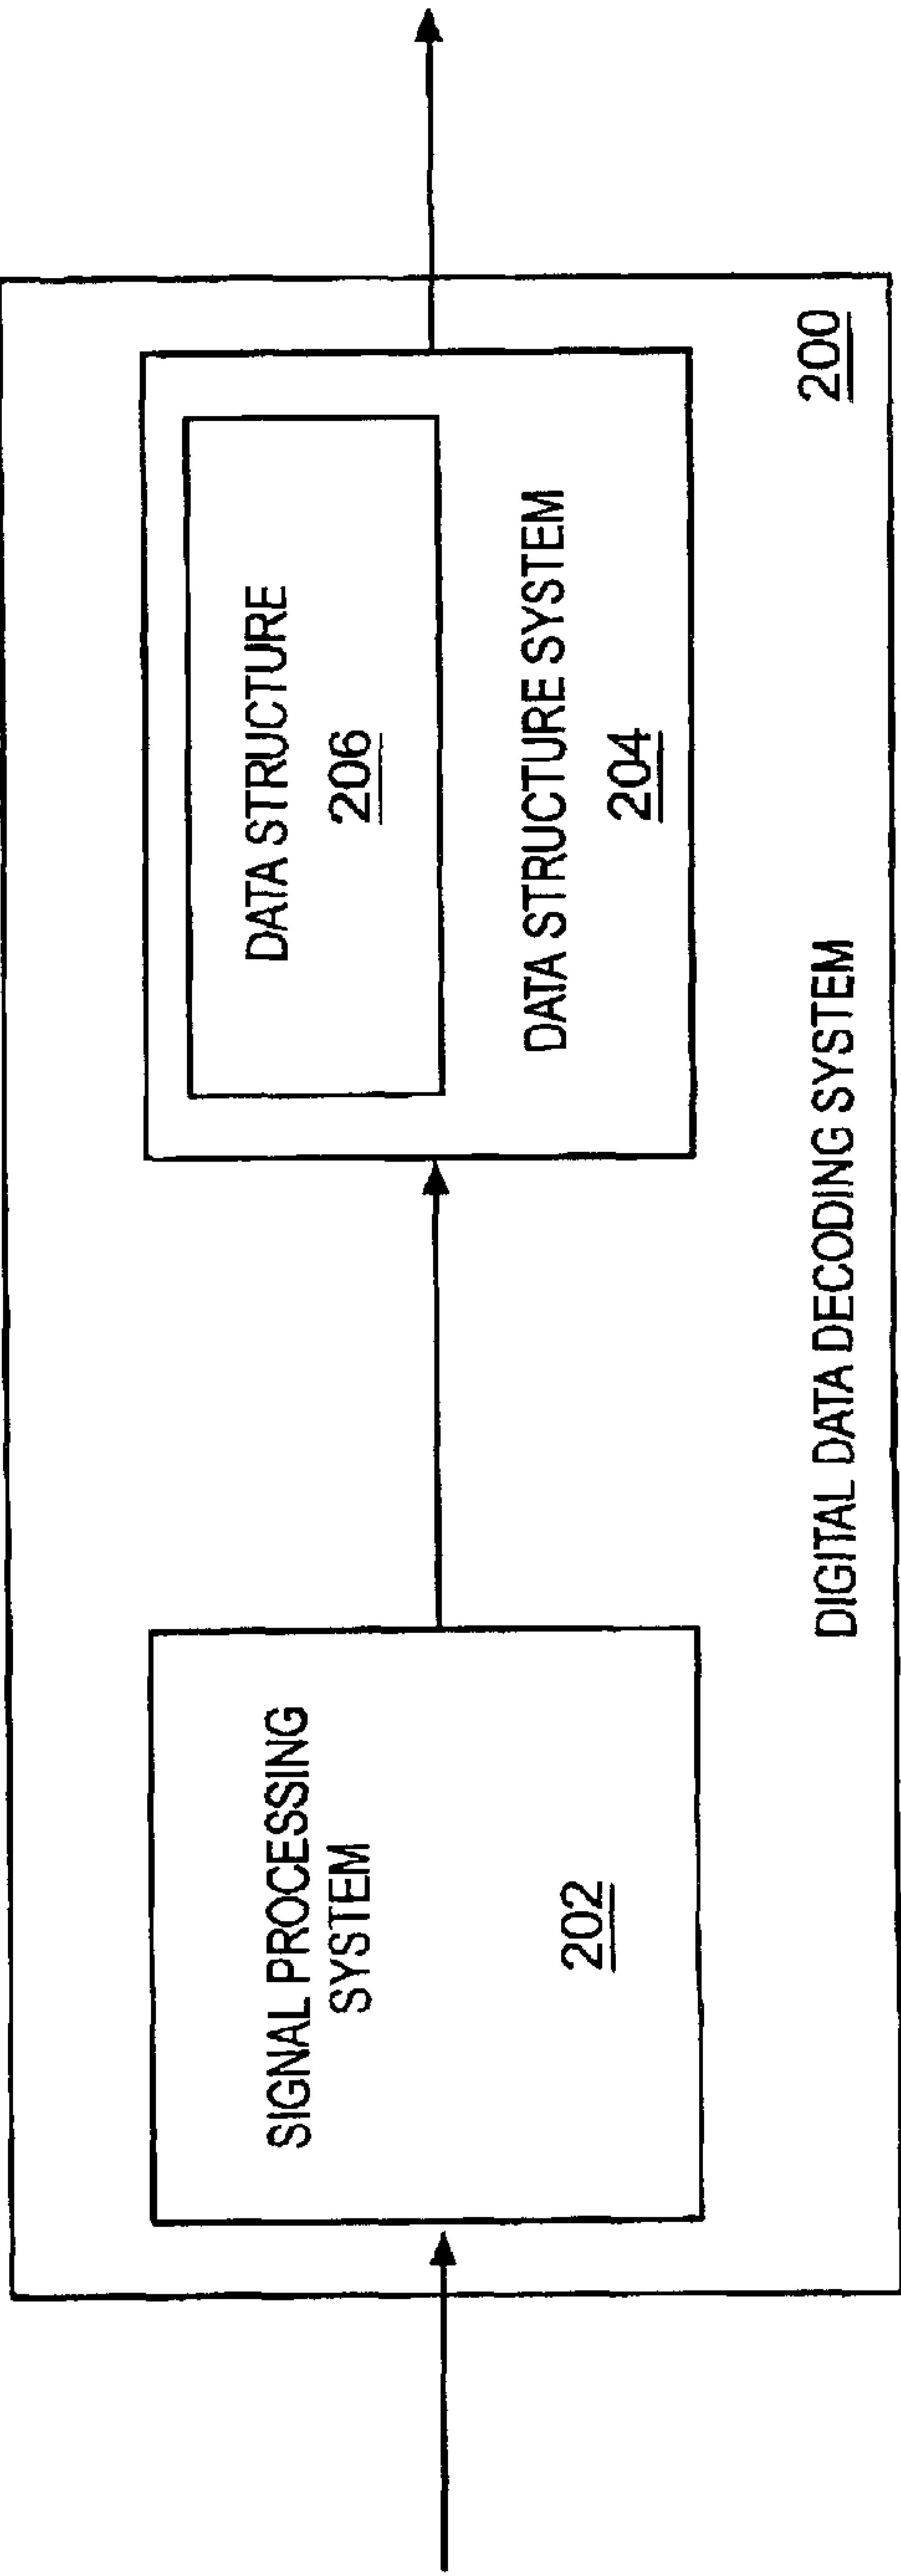 SIGNAL PROCESSING
SYSTEM
202
DATA STRUCTURE
206
DATA STRUCTURE SYSTEM
204
DIGITAL DATA DECODING SYSTEM
200